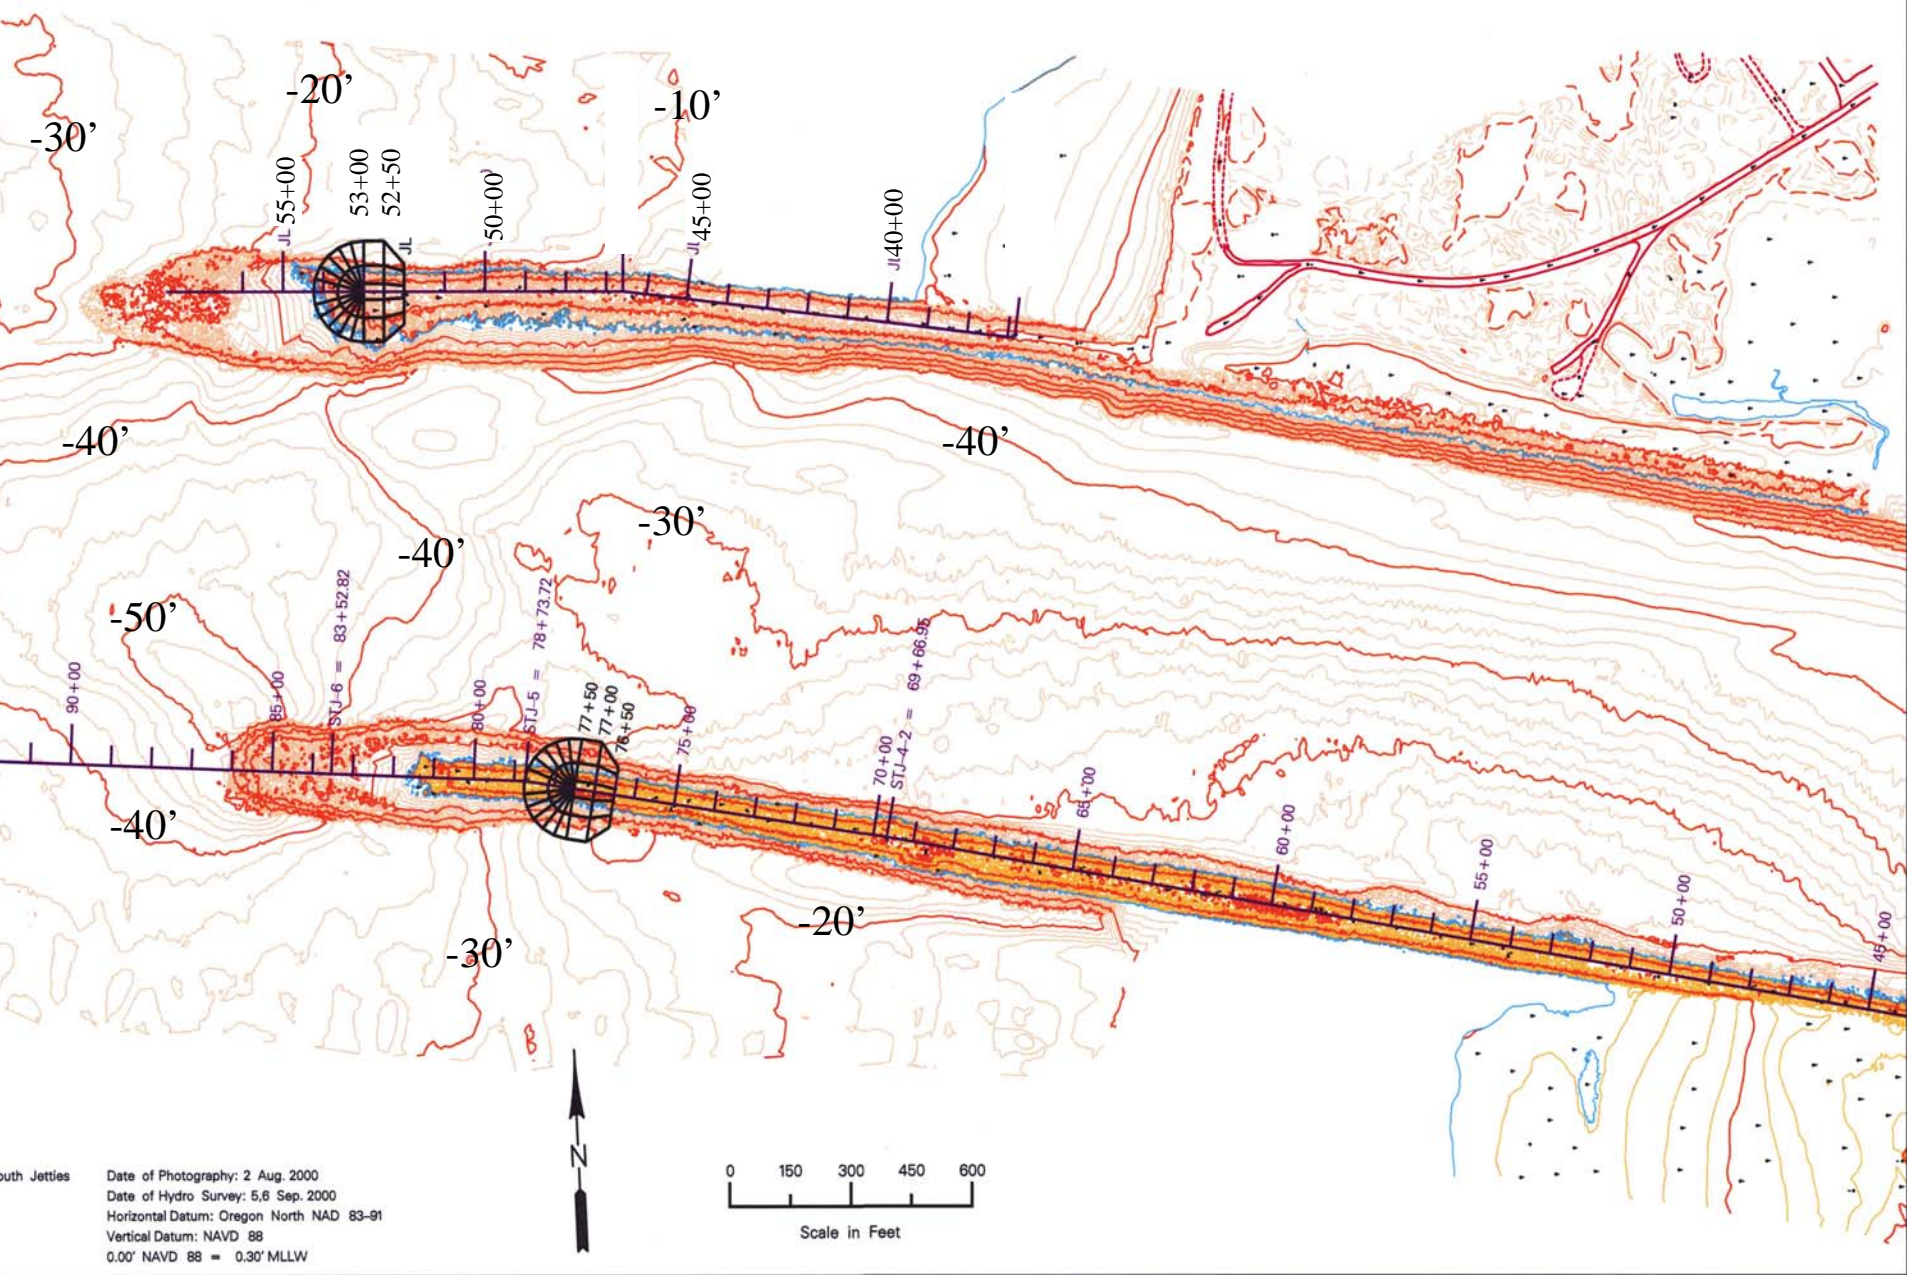 -20’
-10’
-30’
JL 55+00
53+00
52+50
JL
50+00
JL 45+00
JL 40+00
-40’
-40’
-30’
-40’
-50’
90+00
85+00
STJ-6 = 83+52.82
80+00
STJ-5 = 78+73.72
77+50
77+00
76+50
75+00
70+00
STJ-4-2 = 69+66.95
65+00
60+00
55+00
50+00
45+00
-40’
-30’
-20’
N
outh Jetties
Date of Photography: 2 Aug. 2000
Date of Hydro Survey: 5,6 Sep. 2000
Horizontal Datum: Oregon North NAD 83–91
Vertical Datum: NAVD 88
0.00' NAVD 88 = 0.30' MLLW
0 150 300 450 600
Scale in Feet